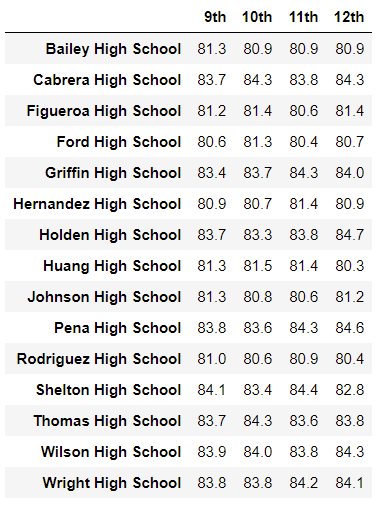 9th 10th 11th 12th
Bailey High School 81.3 80.9 80.9 80.9
Cabrera High School 83.7 84.3 83.8 84.3
Figueroa High School 81.2 81.4 80.6 81.4
Ford High School 80.6 81.3 80.4 80.7
Griffin High School 83.4 83.7 84.3 84.0
Hernandez High School 80.9 80.7 81.4 80.9
Holden High School 83.7 83.3 83.8 84.7
Huang High School 81.3 81.5 81.4 80.3
Johnson High School 81.3 80.8 80.6 81.2
Pena High School 83.8 83.6 84.3 84.6
Rodriguez High School 81.0 80.6 80.9 80.4
Shelton High School 84.1 83.4 84.4 82.8
Thomas High School 83.7 84.3 83.6 83.8
Wilson High School 83.9 84.0 83.8 84.3
Wright High School 83.8 83.8 84.2 84.1